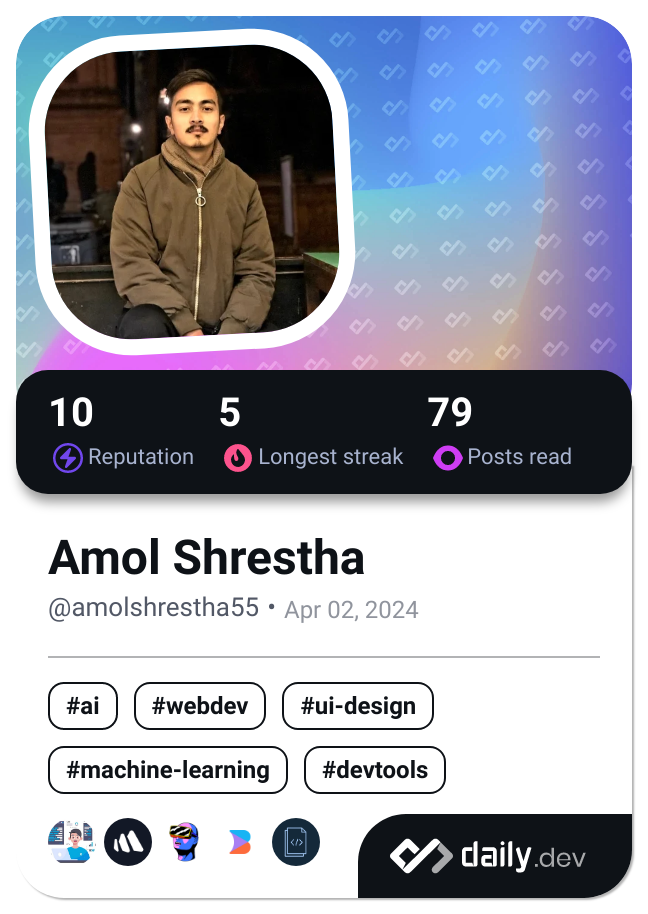 10 5 79
Reputation Longest streak Posts read
Amol Shrestha
@amolshrestha55 • Apr 02, 2024
#ai #webdev #ui-design
#machine-learning #devtools
</>
daily.dev